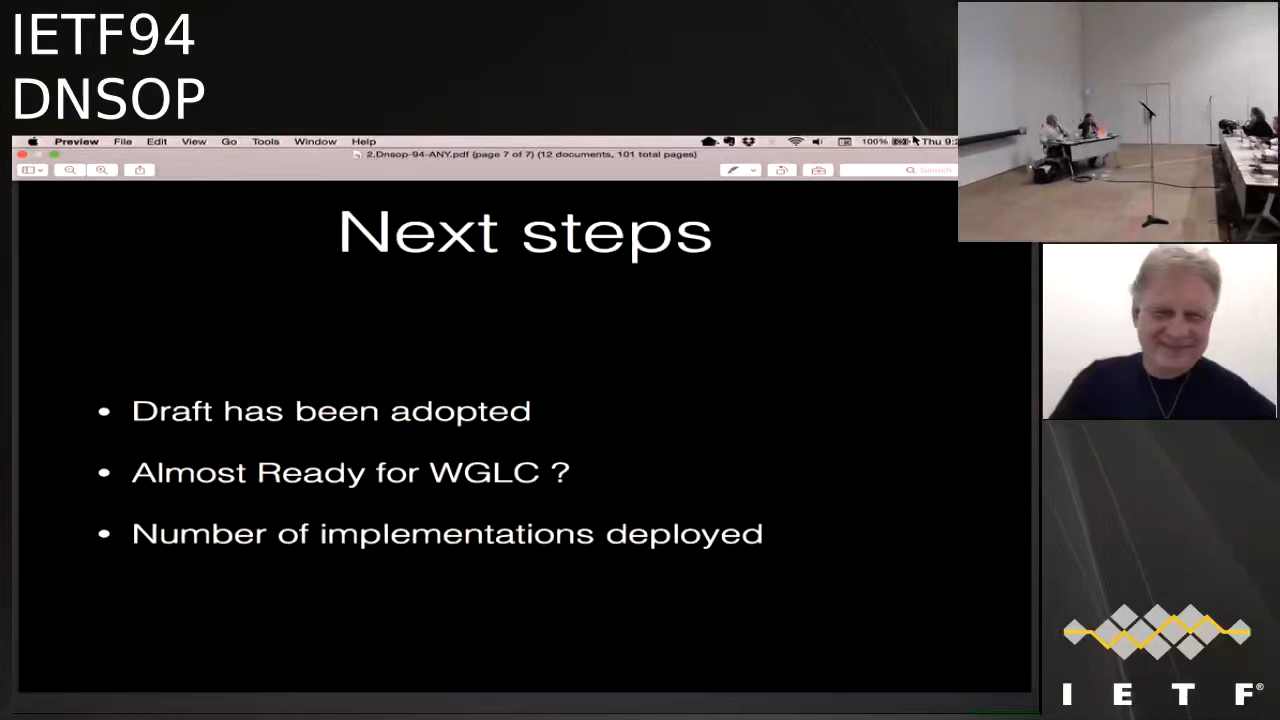 IETF94
DNSOP
Preview File Edit View Go Tools Window Help 100% Thu 9:2
2.Dnsop-94-ANY.pdf (page 7 of 7) (12 documents, 101 total pages)
Search
Next steps
• Draft has been adopted
• Almost Ready for WGLC ?
• Number of implementations deployed
I E T F®